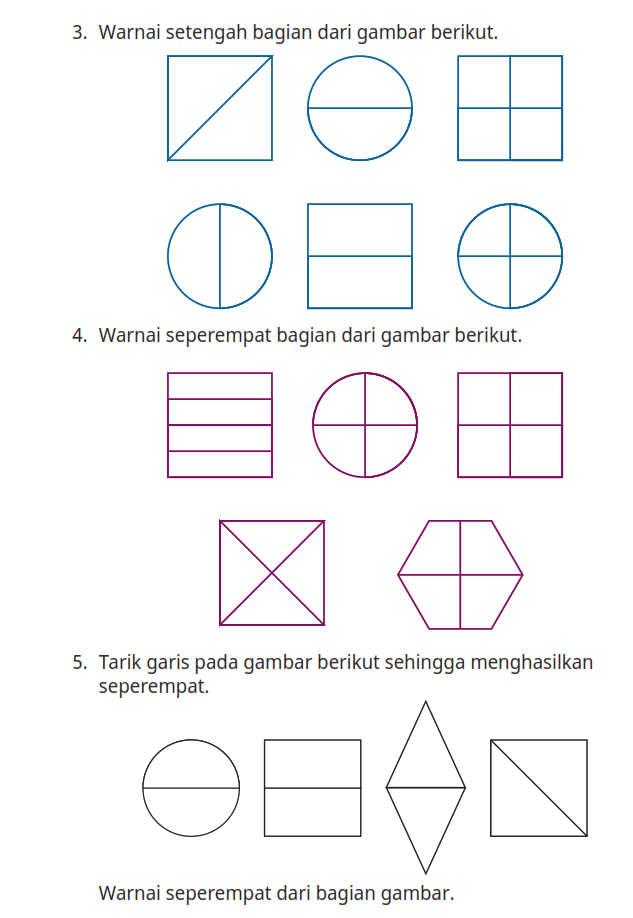 3. Warnai setengah bagian dari gambar berikut.
4. Warnai seperempat bagian dari gambar berikut.
5. Tarik garis pada gambar berikut sehingga menghasilkan
seperempat.
Warnai seperempat dari bagian gambar.